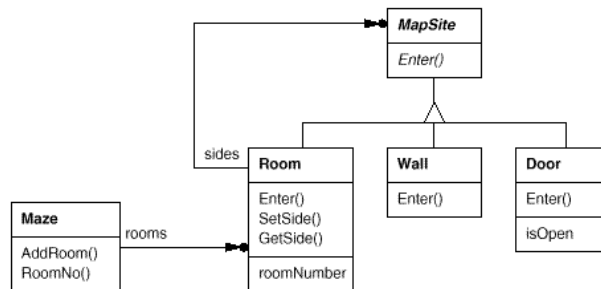 MapSite
Enter()
sides
Room
Enter()
SetSide()
GetSide()
roomNumber
Wall
Enter()
Door
Enter()
isOpen
Maze
AddRoom()
RoomNo()
rooms